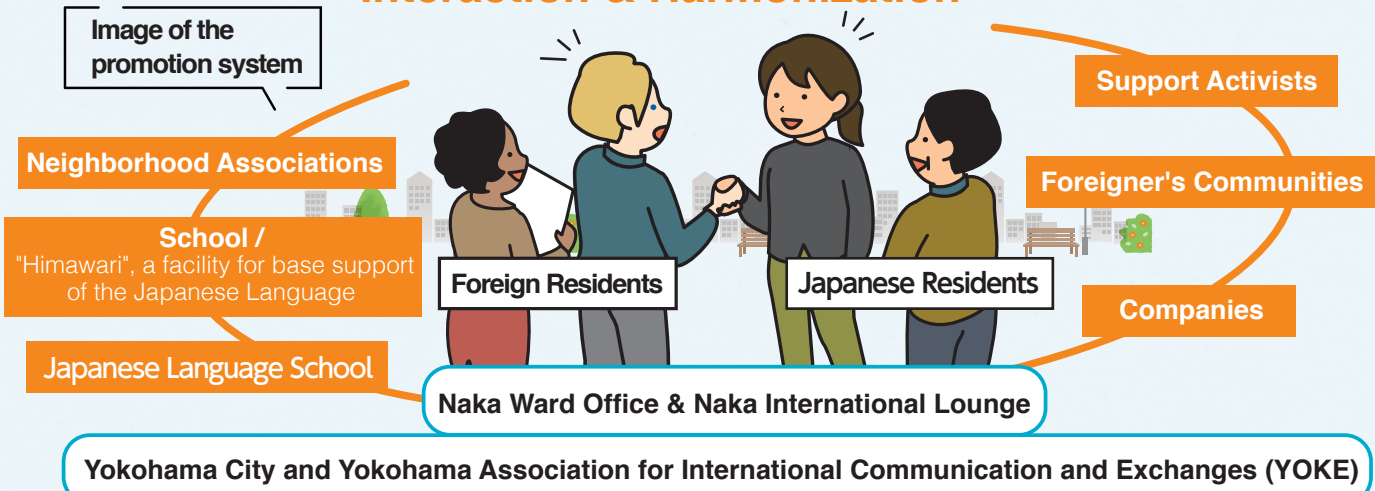 Interaction & Harmonization
Image of the
promotion system
Neighborhood Associations
School /
"Himawari", a facility for base support
of the Japanese Language
Japanese Language School
Foreign Residents
Japanese Residents
Support Activists
Foreigner's Communities
Companies
Naka Ward Office & Naka International Lounge
Yokohama City and Yokohama Association for International Communication and Exchanges (YOKE)